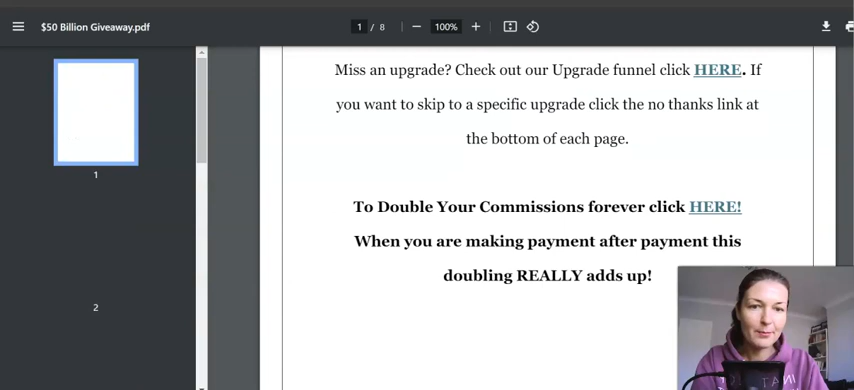 $50 Billion Giveaway.pdf
1 / 8
100%
Miss an upgrade? Check out our Upgrade funnel click HERE. If
you want to skip to a specific upgrade click the no thanks link at
the bottom of each page.
To Double Your Commissions forever click HERE!
When you are making payment after payment this
doubling REALLY adds up!
1
2